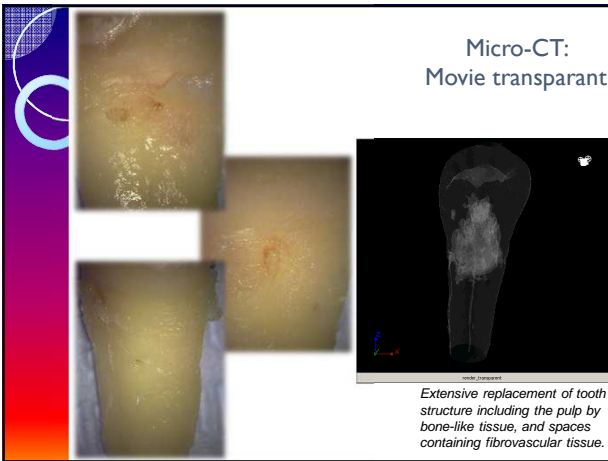 Micro-CT:
Movie transparant
render_transparent
Extensive replacement of tooth
structure including the pulp by
bone-like tissue, and spaces
containing fibrovascular tissue.